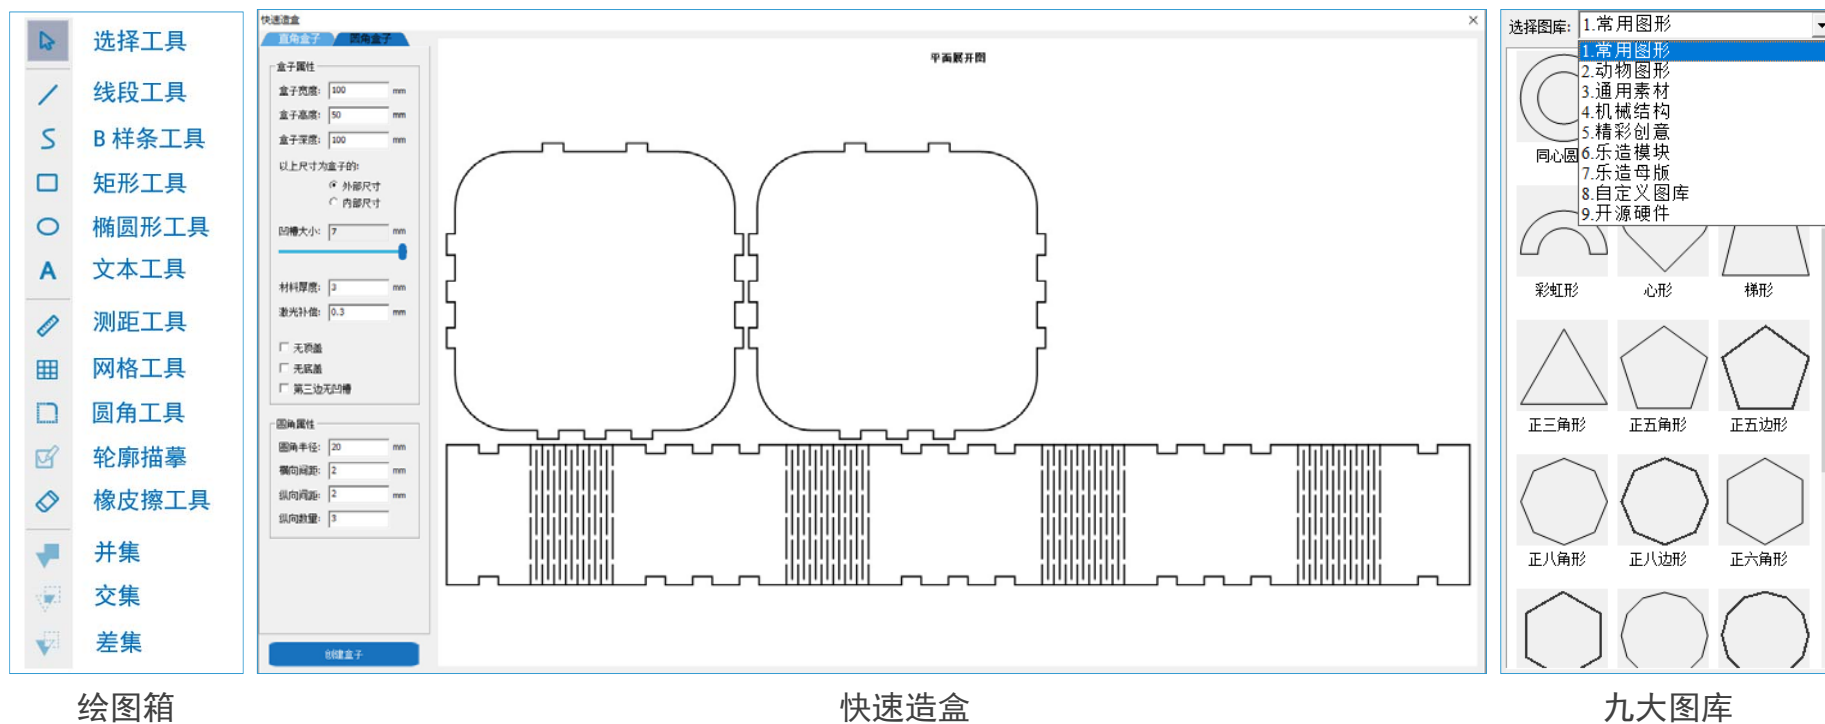 选择工具
线段工具
B 样条工具
矩形工具
椭圆形工具
A 文本工具
测距工具
网格工具
圆角工具
轮廓描摹
橡皮擦工具
并集
交集
差集
绘图箱
快速造盒
直角盒子 圆角盒子
盒子属性
盒子宽度: 100 mm
盒子高度: 50 mm
盒子深度: 100 mm
以上尺寸为盒子的:
外部尺寸
内部尺寸
凹槽大小: 7 mm
材料厚度: 3 mm
激光补偿: 0.3 mm
无顶盖
无底盖
第三边无凹槽
圆角属性
圆角半径: 20 mm
横向间距: 2 mm
纵向间距: 2 mm
纵向数量: 3
创建盒子
平面展开图
快速造盒
选择图库: 1.常用图形
1.常用图形
2.动物图形
3.通用素材
4.机械结构
5.精彩创意
6.乐造模块
7.乐造母版
8.自定义图库
9.开源硬件
同心圆
彩虹形 心形 梯形
正三角形 正五角形 正五边形
正八角形 正八边形 正六角形
九大图库